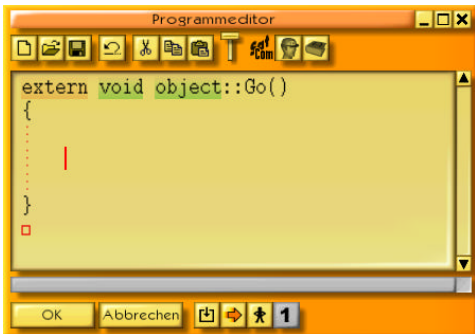 Programmeditor
extern void object::Go()
{
}
OK Abbrechen 1